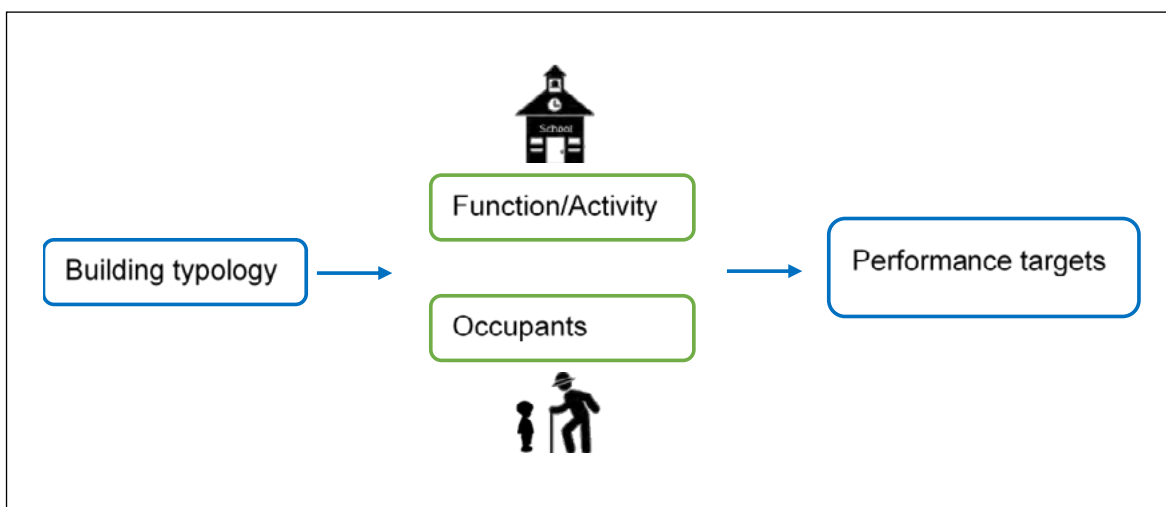 School
Function/Activity
Building typology
Performance targets
Occupants